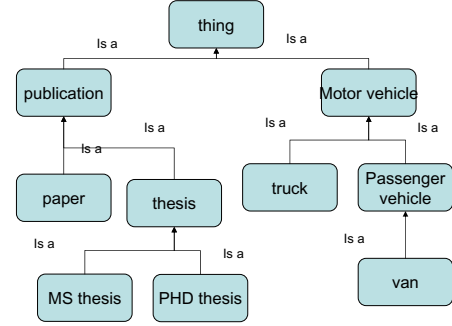 thing
Is a
Is a
publication
Motor vehicle
Is a
Is a
Is a
Is a
paper
thesis
truck
Passenger
vehicle
Is a
Is a
Is a
MS thesis
PHD thesis
van